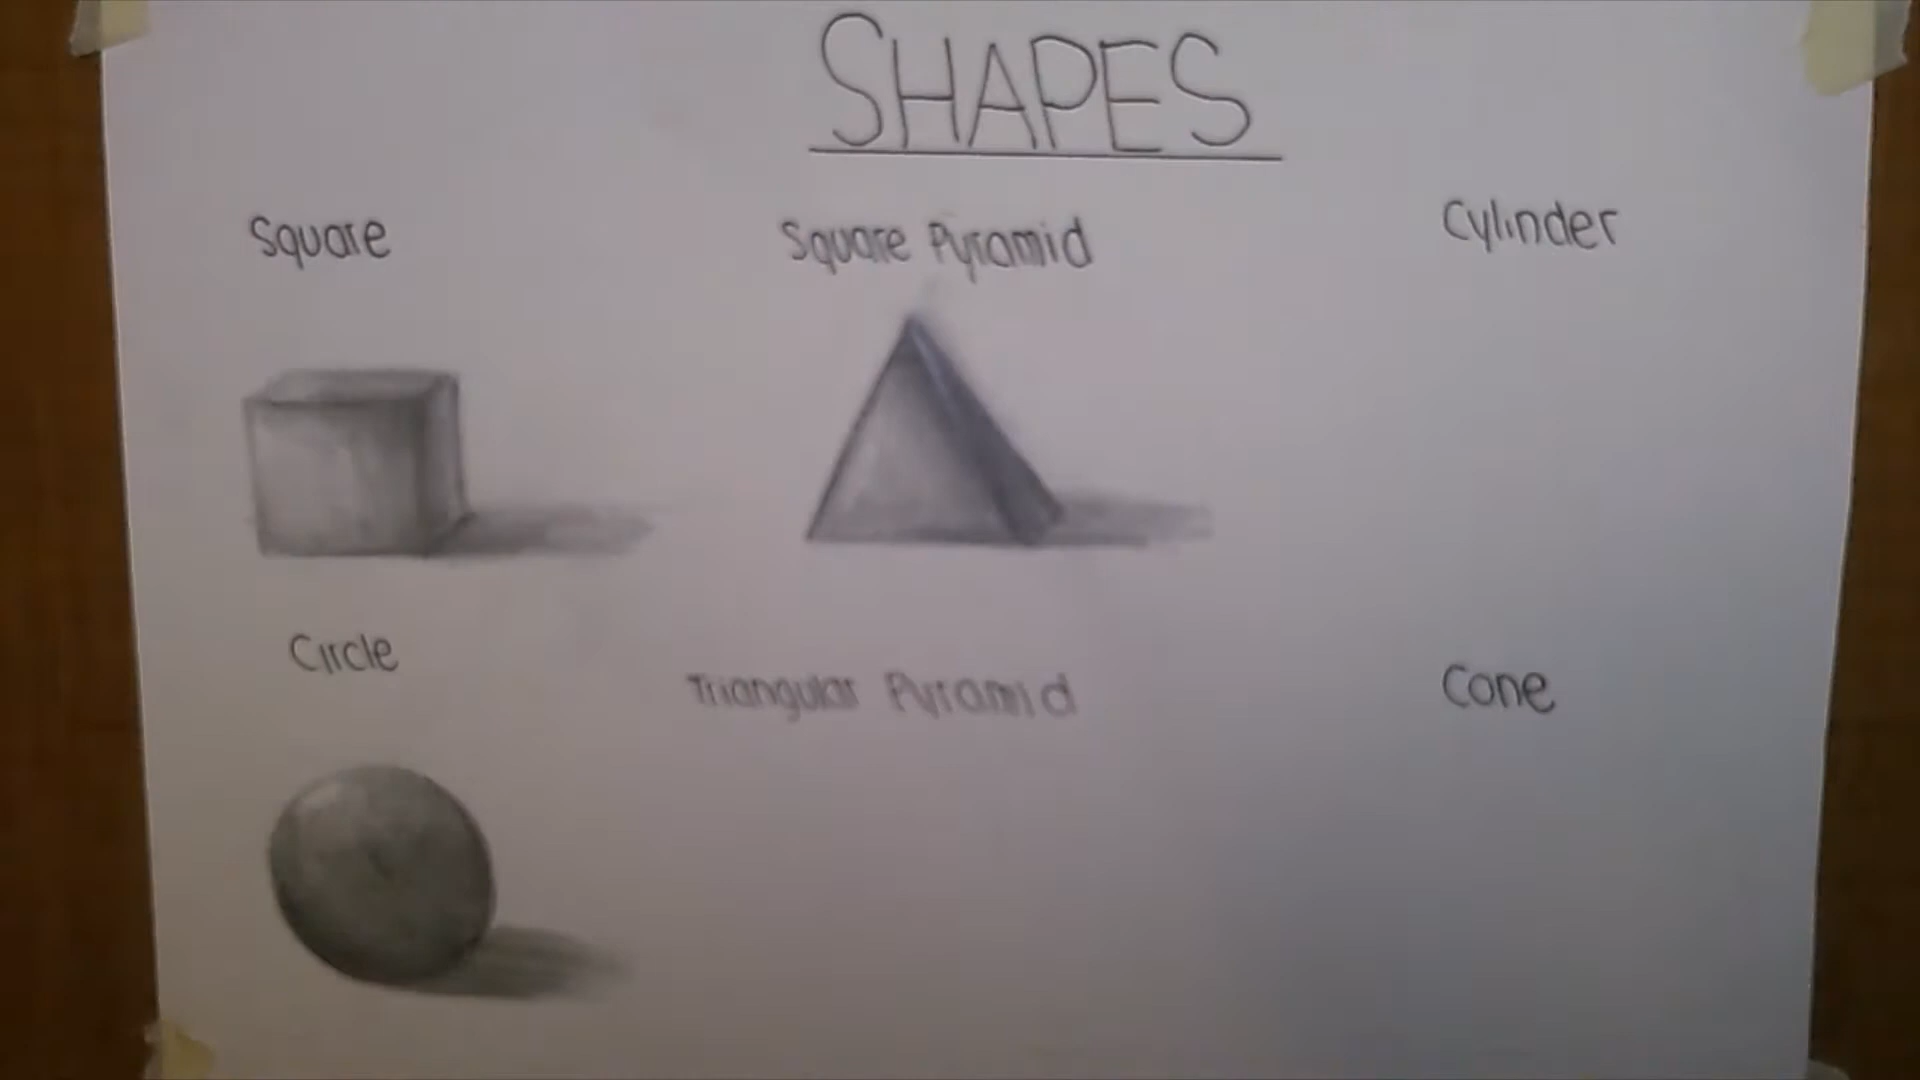 SHAPES
Square
Square Pyramid
Cylinder
Circle
Triangular Pyramid
Cone